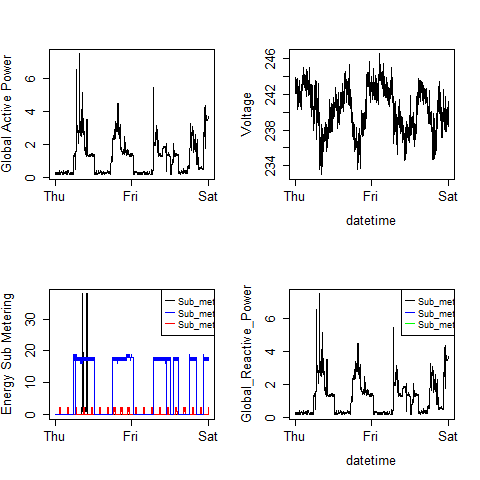 Global Active Power
0 2 4 6
Thu Fri Sat
Voltage
234 238 242 246
Thu Fri Sat
datetime
Energy Sub Metering
0 10 20 30
Thu Fri Sat
Sub_met
Sub_met
Sub_met
Global_Reactive_Power
0 2 4 6
Thu Fri Sat
datetime
Sub_met
Sub_met
Sub_met